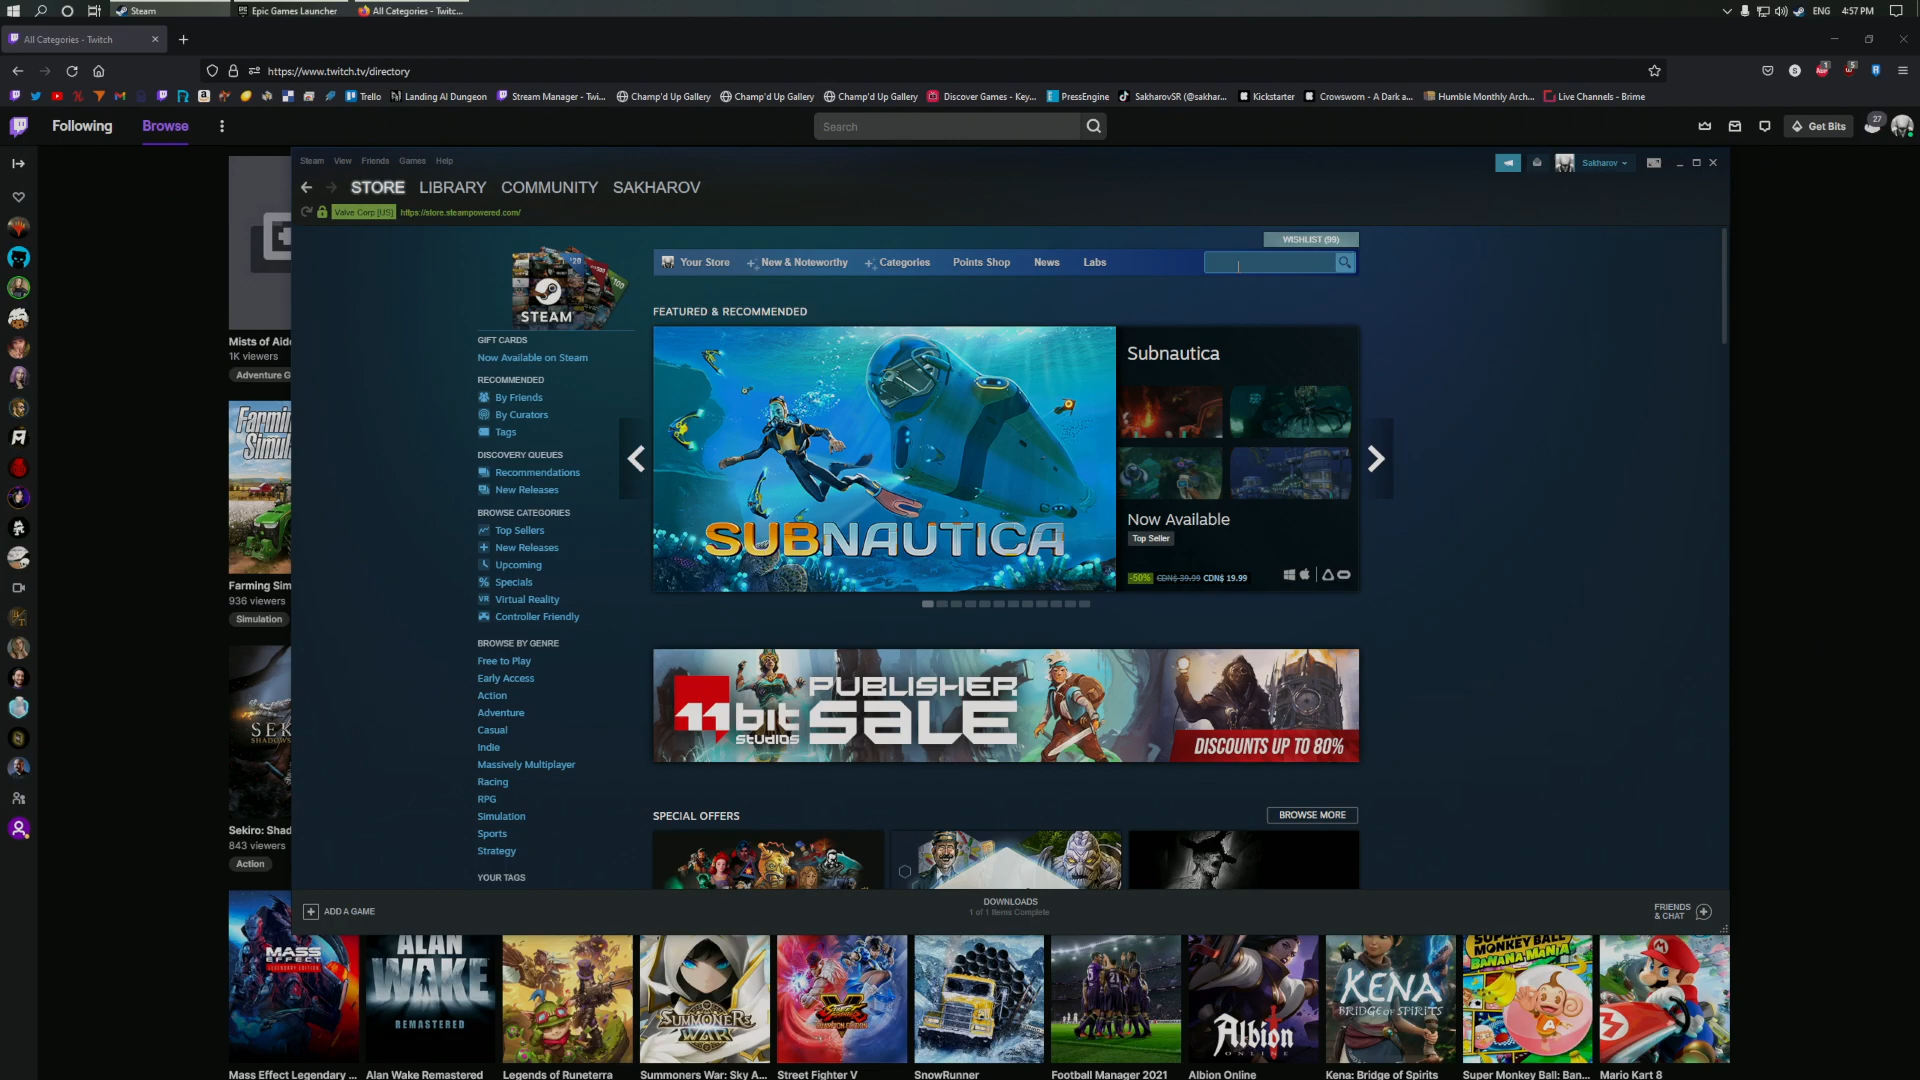 Steam
Epic Games Launcher
All Categories - Twitc...
ENG
4:57 PM
All Categories - Twitch
https://www.twitch.tv/directory
Trello
Landing AI Dungeon
Stream Manager - Twi...
Champ'd Up Gallery
Champ'd Up Gallery
Champ'd Up Gallery
Discover Games - Key...
PressEngine
SakharovSR (@sakhar...
Kickstarter
Crowsworn - A Dark a...
Humble Monthly Arch...
Live Channels - Brime
Following
Browse
Search
Get Bits
27
Steam View Friends Games Help
Sakharov
STORE LIBRARY COMMUNITY SAKHAROV
Valve Corp [US] https://store.steampowered.com/
WISHLIST (99)
Your Store
New & Noteworthy
Categories
Points Shop
News
Labs
STEAM
GIFT CARDS
Now Available on Steam
RECOMMENDED
By Friends
By Curators
Tags
DISCOVERY QUEUES
Recommendations
New Releases
BROWSE CATEGORIES
Top Sellers
New Releases
Upcoming
Specials
VR Virtual Reality
Controller Friendly
BROWSE BY GENRE
Free to Play
Early Access
Action
Adventure
Casual
Indie
Massively Multiplayer
Racing
RPG
Simulation
Sports
Strategy
YOUR TAGS
FEATURED & RECOMMENDED
SUBNAUTICA
Subnautica
Now Available
Top Seller
-50% CDN$ 39.99 CDN$ 19.99
11 bit
STUDIOS
PUBLISHER
SALE
DISCOUNTS UP TO 80%
SPECIAL OFFERS
BROWSE MORE
ADD A GAME
DOWNLOADS
1 of 1 Items Complete
FRIENDS
& CHAT
Mists of Aide
1K viewers
Adventure G
Farming Sim
936 viewers
Simulation
SEK
Sekiro: Shad
843 viewers
Action
MASS
EFFECT
LEGENDARY EDITION
ALAN
WAKE
REMASTERED
SUMMONERS
WAR
V
Albion
ONLINE
KENA
BRIDGE OF SPIRITS
SUPER
MONKEY BALL
BANANA MANIA
Mass Effect Legendary ...
Alan Wake Remastered
Legends of Runeterra
Summoners War: Sky A...
Street Fighter V
SnowRunner
Football Manager 2021
Albion Online
Kena: Bridge of Spirits
Super Monkey Ball: Ban...
Mario Kart 8